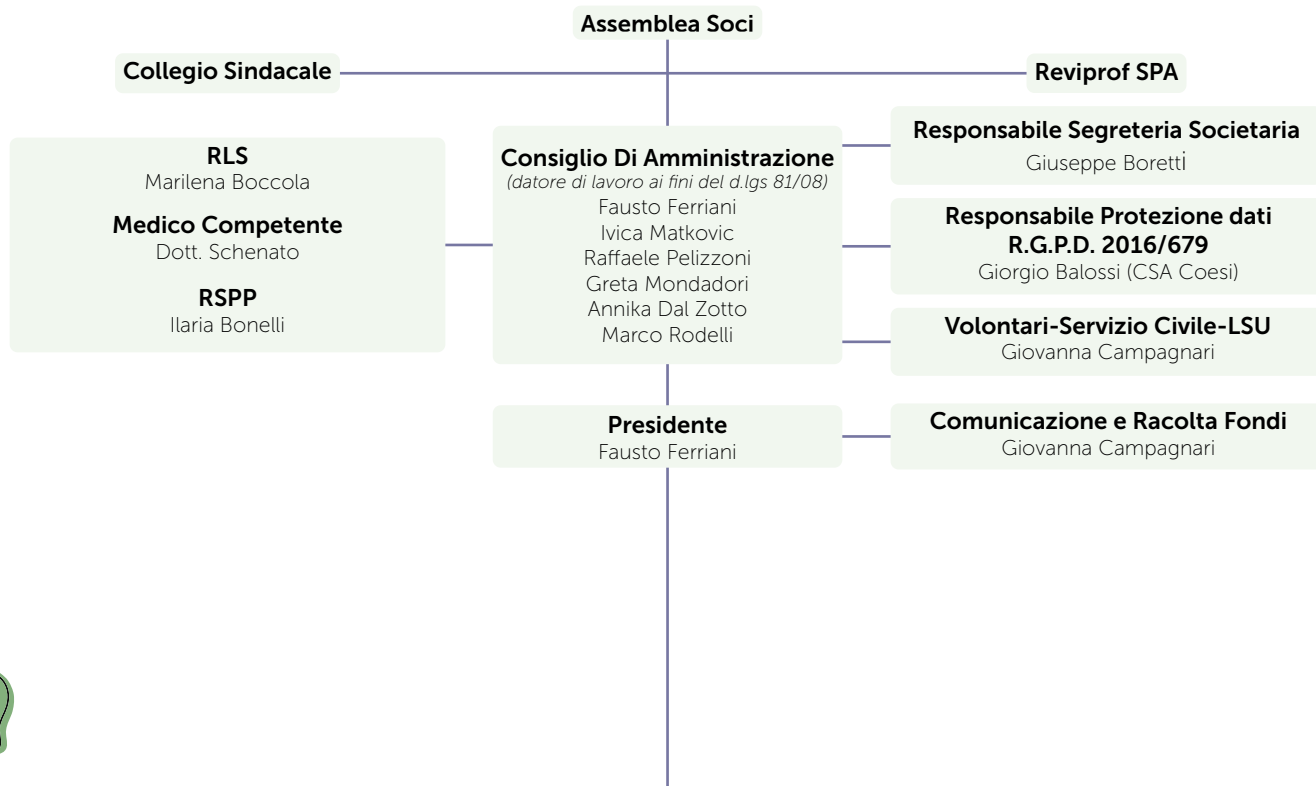 Assemblea Soci
Collegio Sindacale
Reviprof SPA
RLS
Marilena Boccola
Medico Competente
Dott. Schenato
RSPP
Ilaria Bonelli
Consiglio Di Amministrazione
(datore di lavoro ai fini del d.lgs 81/08)
Fausto Ferriani
Ivica Matkovic
Raffaele Pelizzoni
Greta Mondadori
Annika Dal Zotto
Marco Rodelli
Responsabile Segreteria Societaria
Giuseppe Boretti
Responsabile Protezione dati
R.G.P.D. 2016/679
Giorgio Balossi (CSA Coesi)
Volontari-Servizio Civile-LSU
Giovanna Campagnari
Presidente
Fausto Ferriani
Comunicazione e Racolta Fondi
Giovanna Campagnari